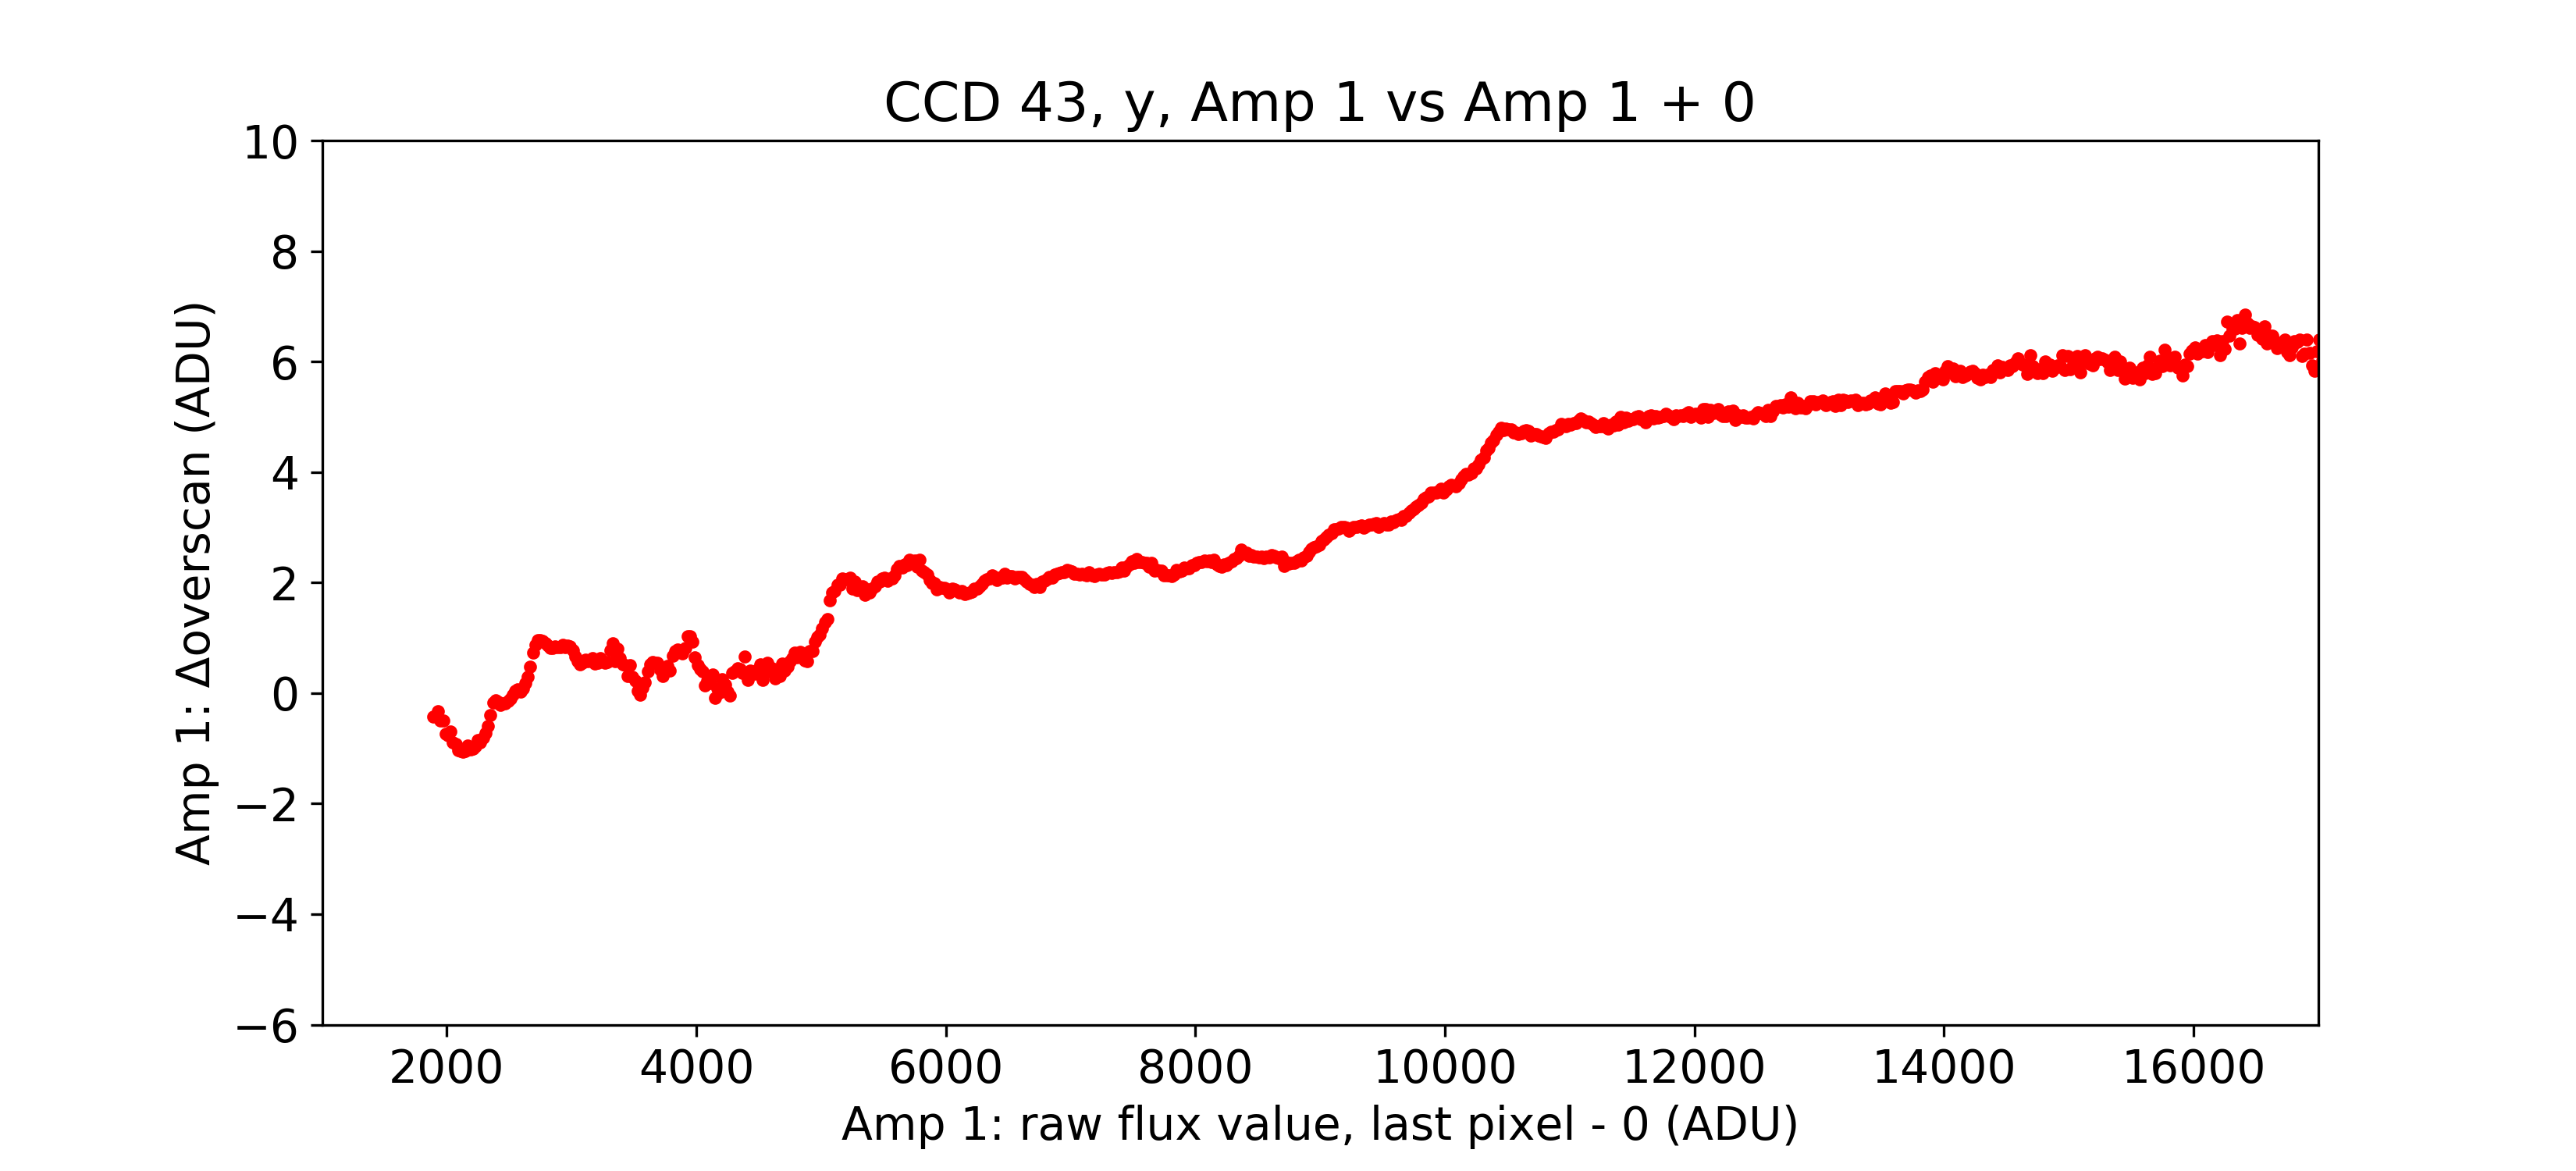 CCD 43, y, Amp 1 vs Amp 1 + 0
10
8
6
4
2
0
−2
−4
−6
Amp 1: Δoverscan (ADU)
2000 4000 6000 8000 10000 12000 14000 16000
Amp 1: raw flux value, last pixel - 0 (ADU)